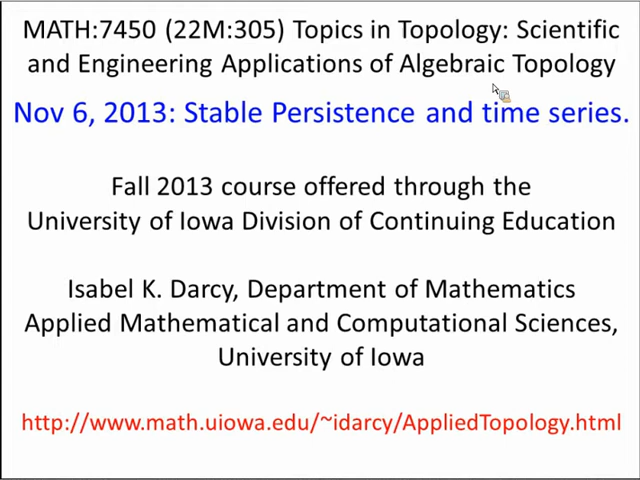 MATH:7450 (22M:305) Topics in Topology: Scientific
and Engineering Applications of Algebraic Topology
Nov 6, 2013: Stable Persistence and time series.
Fall 2013 course offered through the
University of Iowa Division of Continuing Education
Isabel K. Darcy, Department of Mathematics
Applied Mathematical and Computational Sciences,
University of Iowa
http://www.math.uiowa.edu/~idarcy/AppliedTopology.html